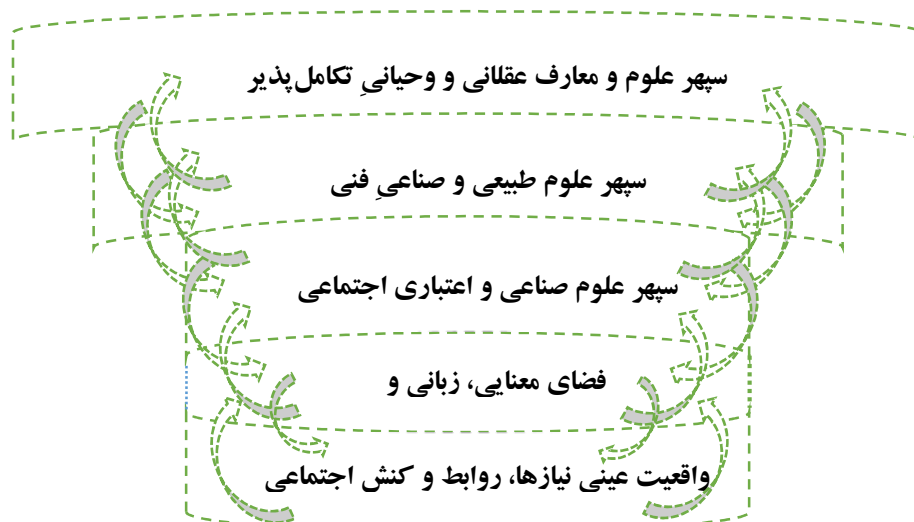 سپهر علوم و معارف عقلانی و وحیانیِ تکامل‌پذیر
سپهر علوم طبیعی و صناعیِ فنی
سپهر علوم صناعی و اعتباری اجتماعی
فضای معنایی، زبانی و
واقعیت عینی نیازها، روابط و کنش اجتماعی